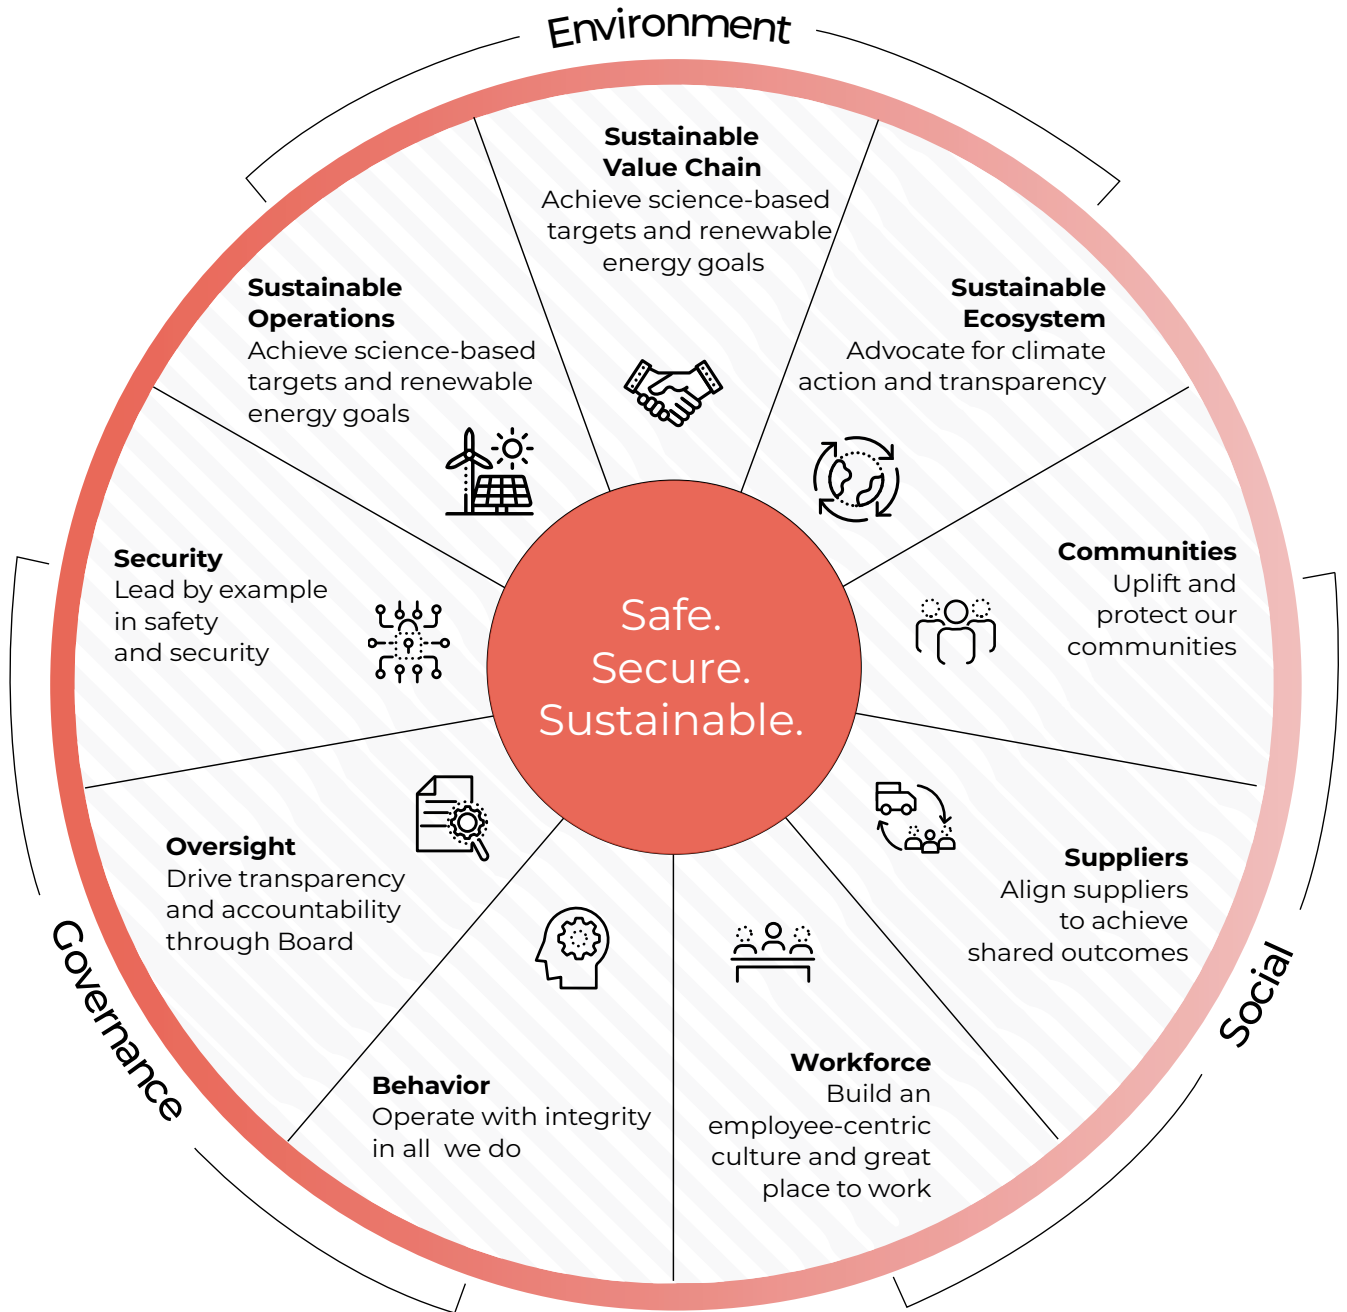 Environment
Sustainable
Value Chain
Achieve science-based
targets and renewable
energy goals
Sustainable
Operations
Achieve science-based
targets and renewable
energy goals
Sustainable
Ecosystem
Advocate for climate
action and transparency
Security
Lead by example
in safety
and security
Safe.
Secure.
Sustainable.
Communities
Uplift and
protect our
communities
Oversight
Drive transparency
and accountability
through Board
Suppliers
Align suppliers
to achieve
shared outcomes
Governance
Social
Behavior
Operate with integrity
in all  we do
Workforce
Build an
employee-centric
culture and great
place to work